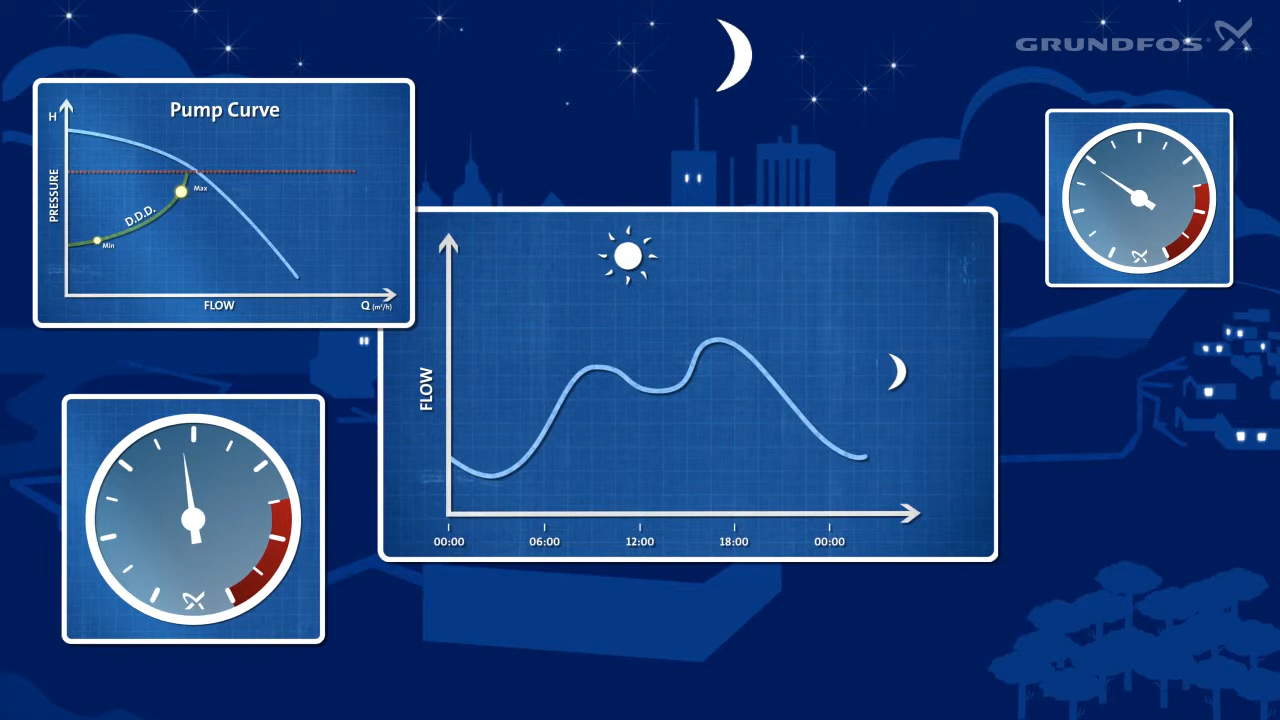 GRUNDFOS
Pump Curve
H
PRESSURE
Max
D.D.D.
Min
FLOW
Q (m³/h)
FLOW
00:00 06:00 12:00 18:00 00:00